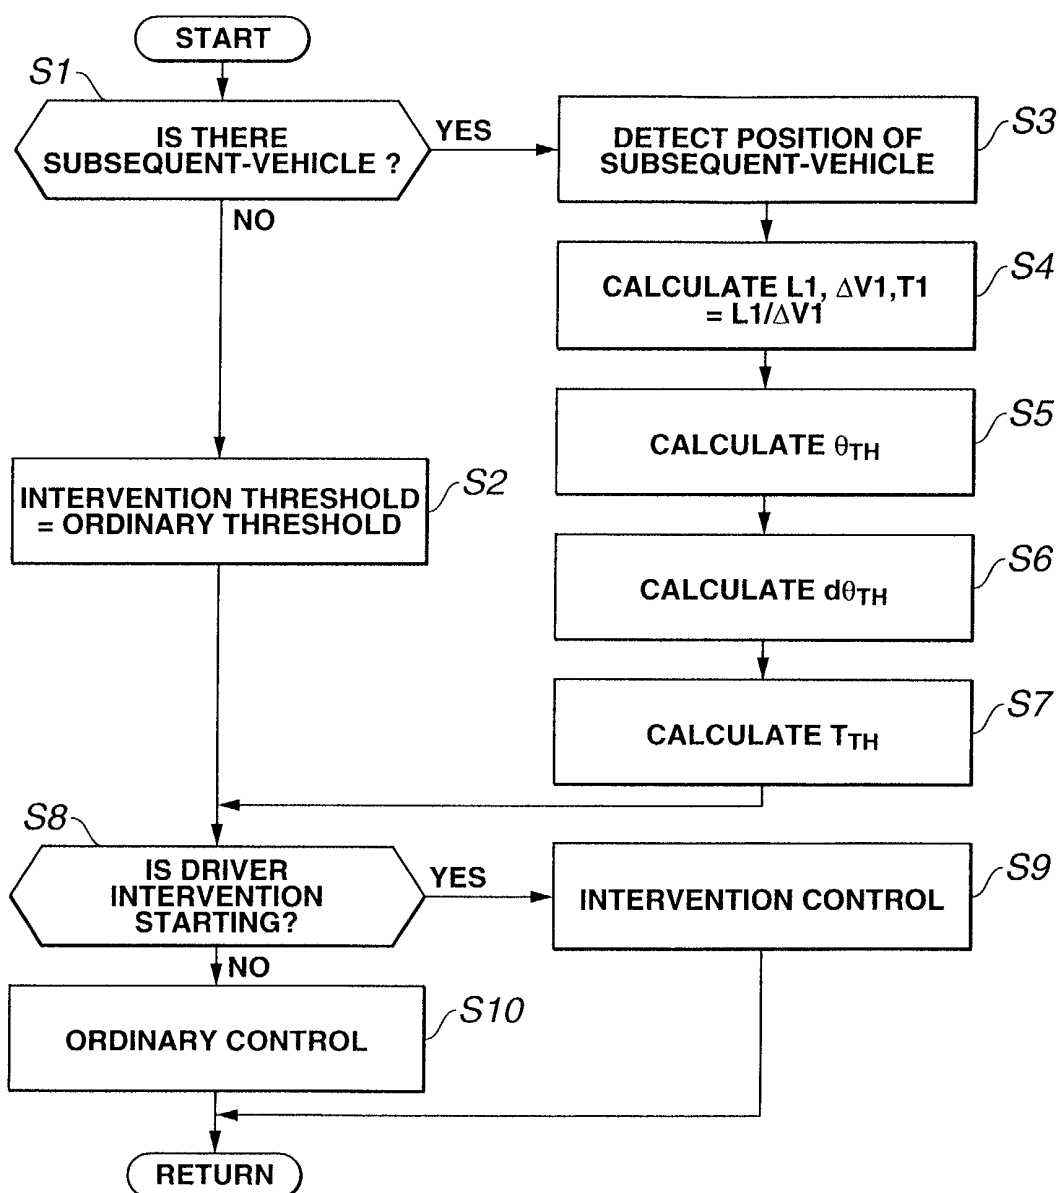 START
S1
IS THERE
SUBSEQUENT-VEHICLE ?
YES
NO
DETECT POSITION OF
SUBSEQUENT-VEHICLE
S3
CALCULATE L1, ΔV1,T1
= L1/ΔV1
S4
CALCULATE θTH
S5
INTERVENTION THRESHOLD
= ORDINARY THRESHOLD
S2
CALCULATE dθTH
S6
CALCULATE TTH
S7
S8
IS DRIVER
INTERVENTION
STARTING?
YES
NO
INTERVENTION CONTROL
S9
ORDINARY CONTROL
S10
RETURN